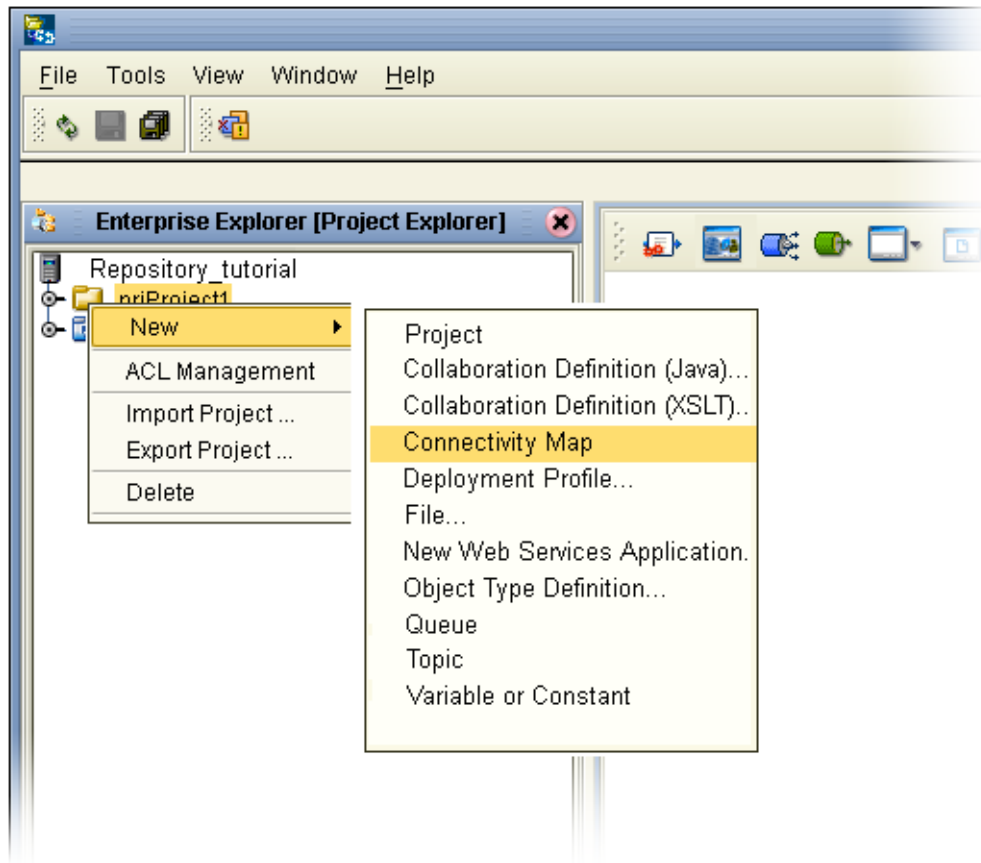 File Tools View Window Help
Enterprise Explorer [Project Explorer]
Repository_tutorial
prjProject1
New
ACL Management
Import Project ...
Export Project ...
Delete
Project
Collaboration Definition (Java)...
Collaboration Definition (XSLT)..
Connectivity Map
Deployment Profile...
File...
New Web Services Application.
Object Type Definition...
Queue
Topic
Variable or Constant